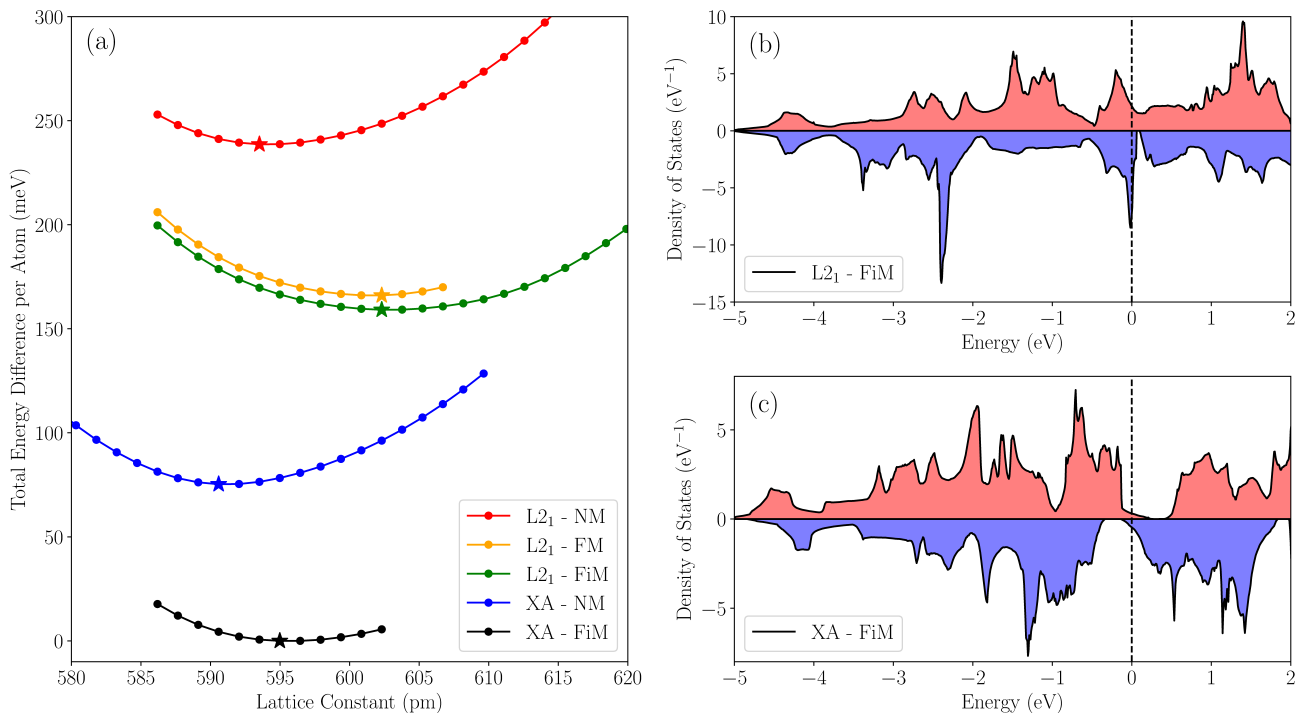 (a)
300
250
200
150
100
50
0
Total Energy Difference per Atom (meV)
580 585 590 595 600 605 610 615 620
Lattice Constant (pm)
L2₁ - NM
L2₁ - FM
L2₁ - FiM
XA - NM
XA - FiM
(b)
10
5
0
−5
−10
−15
Density of States (eV⁻¹)
L2₁ - FiM
−5 −4 −3 −2 −1 0 1 2
Energy (eV)
(c)
5
0
−5
Density of States (eV⁻¹)
XA - FiM
−5 −4 −3 −2 −1 0 1 2
Energy (eV)